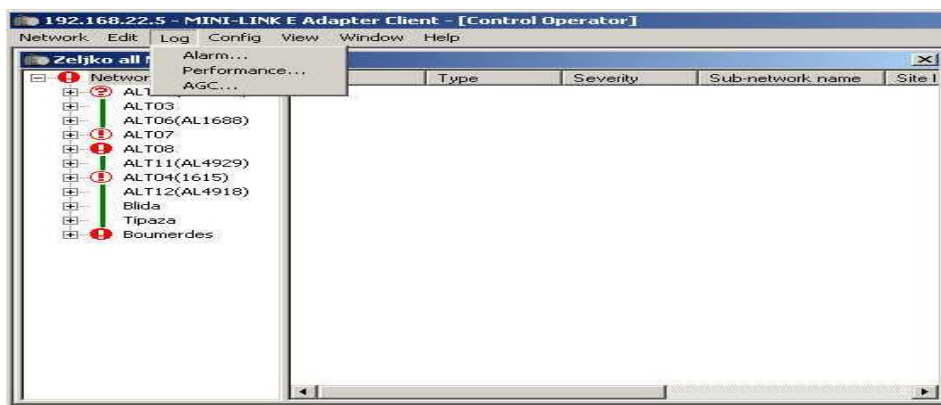 192.168.22.5 - MINI-LINK E Adapter Client - [Control Operator]
Network Edit Log Config View Window Help
Alarm...
Performance...
AGC...
Zeljko all
Type Severity Sub-network name Site
Networ
ALT03
ALT06(AL1688)
ALT07
ALT08
ALT11(AL4929)
ALT04(1615)
ALT12(AL4918)
Blida
Tipaza
Boumerdes